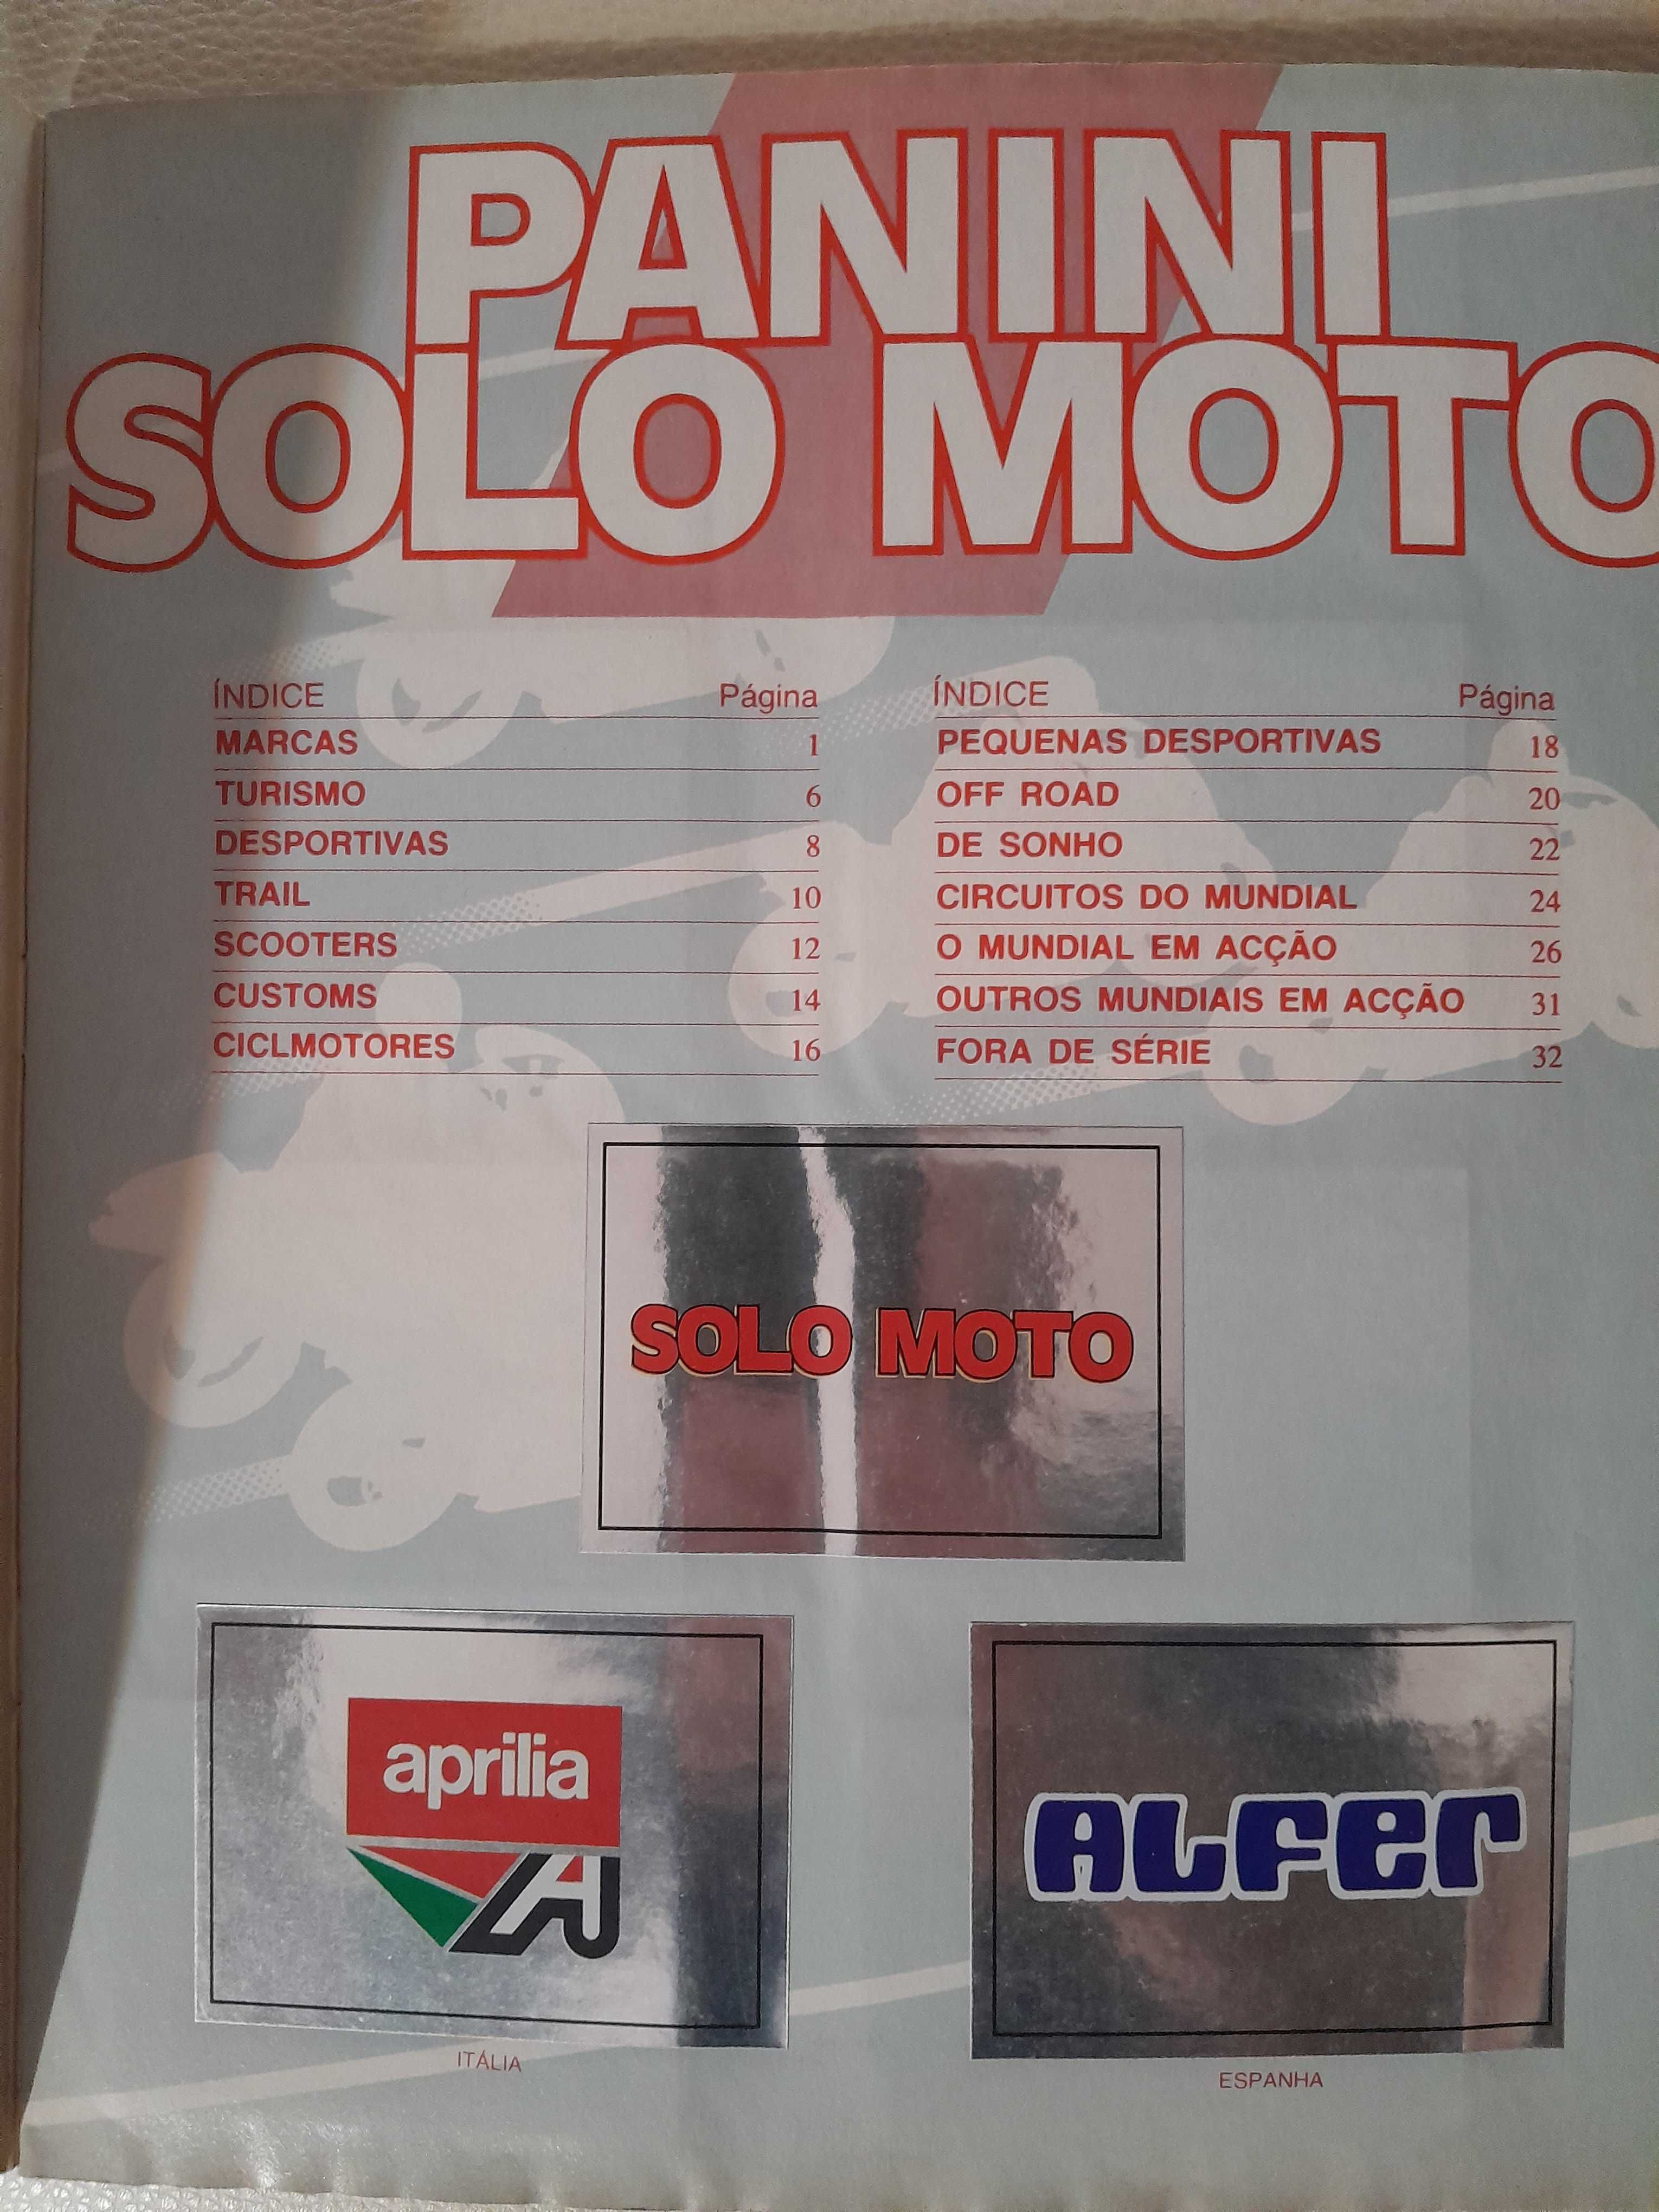 PANINI
SOLO MOTO
ÍNDICE Página
MARCAS 1
TURISMO 6
DESPORTIVAS 8
TRAIL 10
SCOOTERS 12
CUSTOMS 14
CICLMOTORES 16
ÍNDICE Página
PEQUENAS DESPORTIVAS 18
OFF ROAD 20
DE SONHO 22
CIRCUITOS DO MUNDIAL 24
O MUNDIAL EM ACÇÃO 26
OUTROS MUNDIAIS EM ACÇÃO 31
FORA DE SÉRIE 32
SOLO MOTO
aprilia
A
ITÁLIA
ALFer
ESPANHA